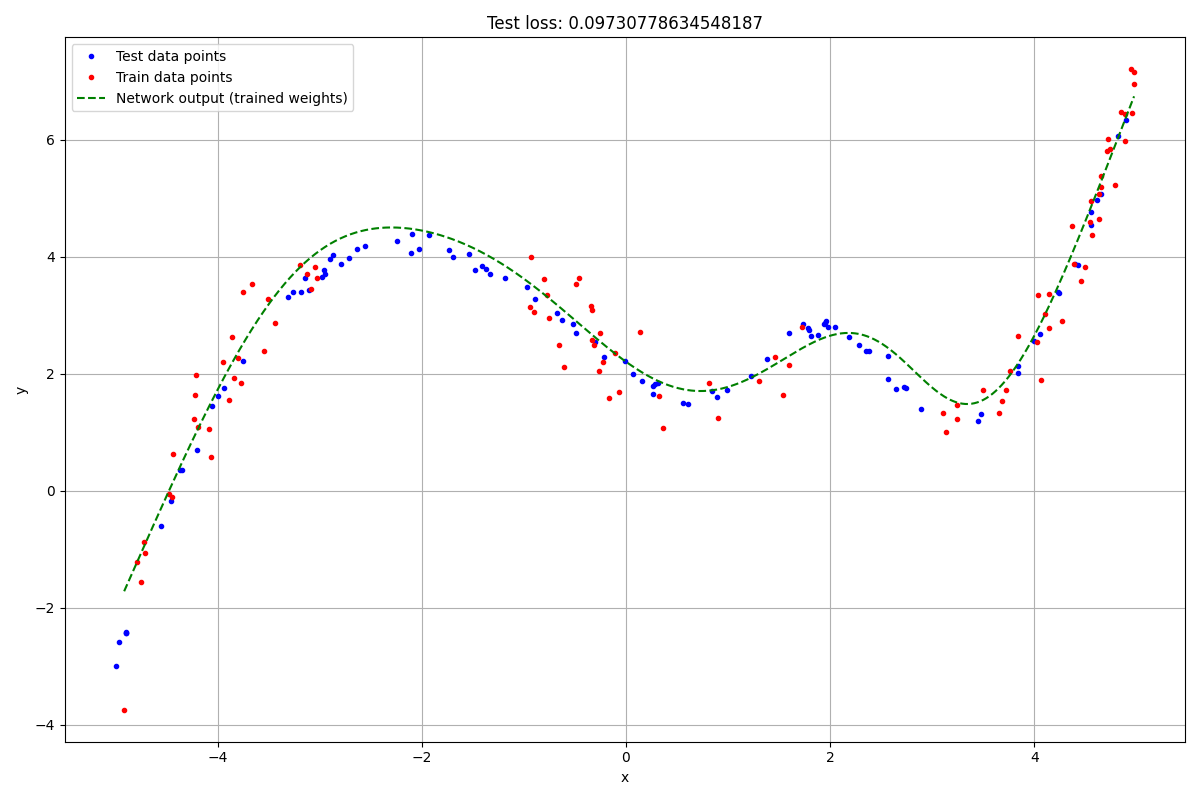 Test loss: 0.09730778634548187
Test data points
Train data points
Network output (trained weights)
y
6
4
2
0
−2
−4
−4
−2
0
2
4
x